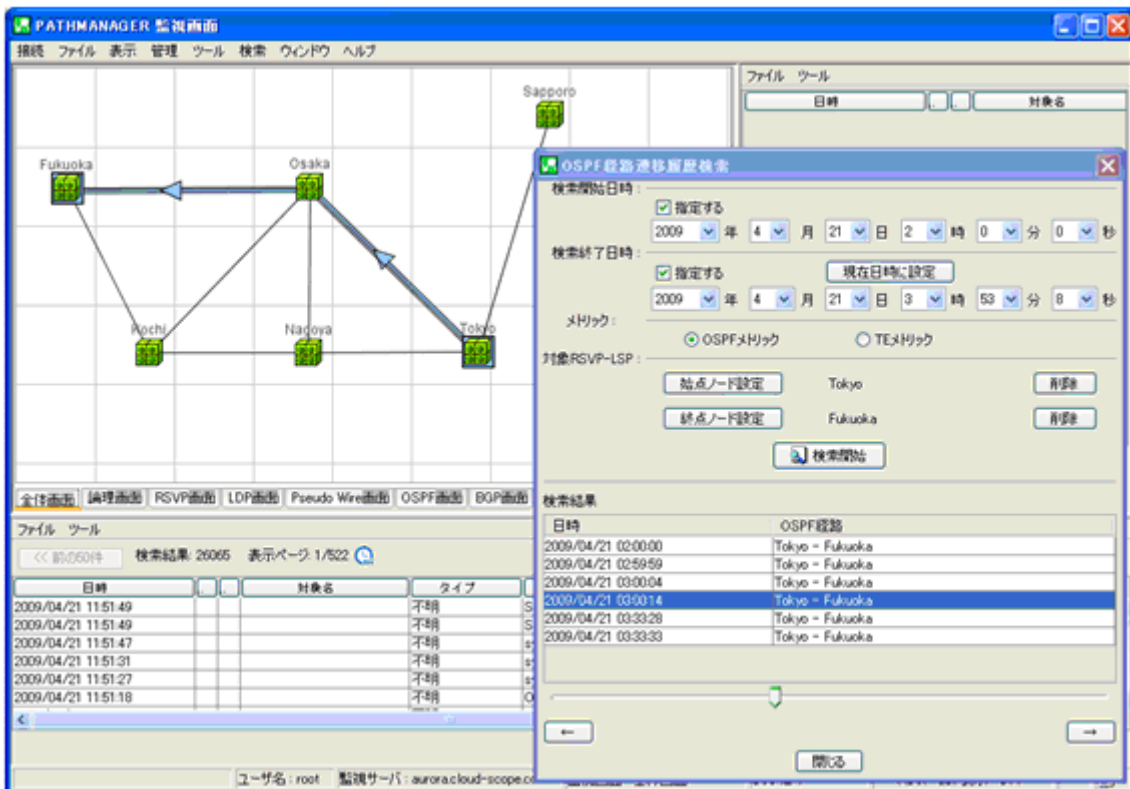 PATHMANAGER 監視画面
接続 ファイル 表示 管理 ツール 検索 ウィンドウ ヘルプ
Sapporo
Fukuoka
Osaka
Kochi
Nagoya
Tokyo
全体画面 論理画面 RSVP画面 LDP画面 Pseudo Wire画面 OSPF画面 BGP画面
ファイル ツール
日時 対象名
OSPF経路遷移履歴検索
検索開始日時:
指定する
2009 年 4 月 21 日 2 時 0 分 0 秒
検索終了日時:
指定する 現在日時に設定
2009 年 4 月 21 日 3 時 53 分 8 秒
メトリック:
OSPFメトリック TEメトリック
対象RSVP-LSP:
始点ノード設定 Tokyo 削除
終点ノード設定 Fukuoka 削除
検索開始
検索結果
日時 OSPF経路
2009/04/21 02:00:00 Tokyo - Fukuoka
2009/04/21 02:59:59 Tokyo - Fukuoka
2009/04/21 03:00:04 Tokyo - Fukuoka
2009/04/21 03:00:14 Tokyo - Fukuoka
2009/04/21 03:33:28 Tokyo - Fukuoka
2009/04/21 03:33:33 Tokyo - Fukuoka
← →
閉じる
ファイル ツール
<< 前の50件 検索結果: 26065 表示ページ: 1/522
日時 対象名 タイプ
2009/04/21 11:51:49 不明 S
2009/04/21 11:51:49 不明 S
2009/04/21 11:51:47 不明 s
2009/04/21 11:51:31 不明 s
2009/04/21 11:51:27 不明 s
2009/04/21 11:51:18 不明 O
ユーザ名 : root 監視サーバ : aurora.cloud-scope.c